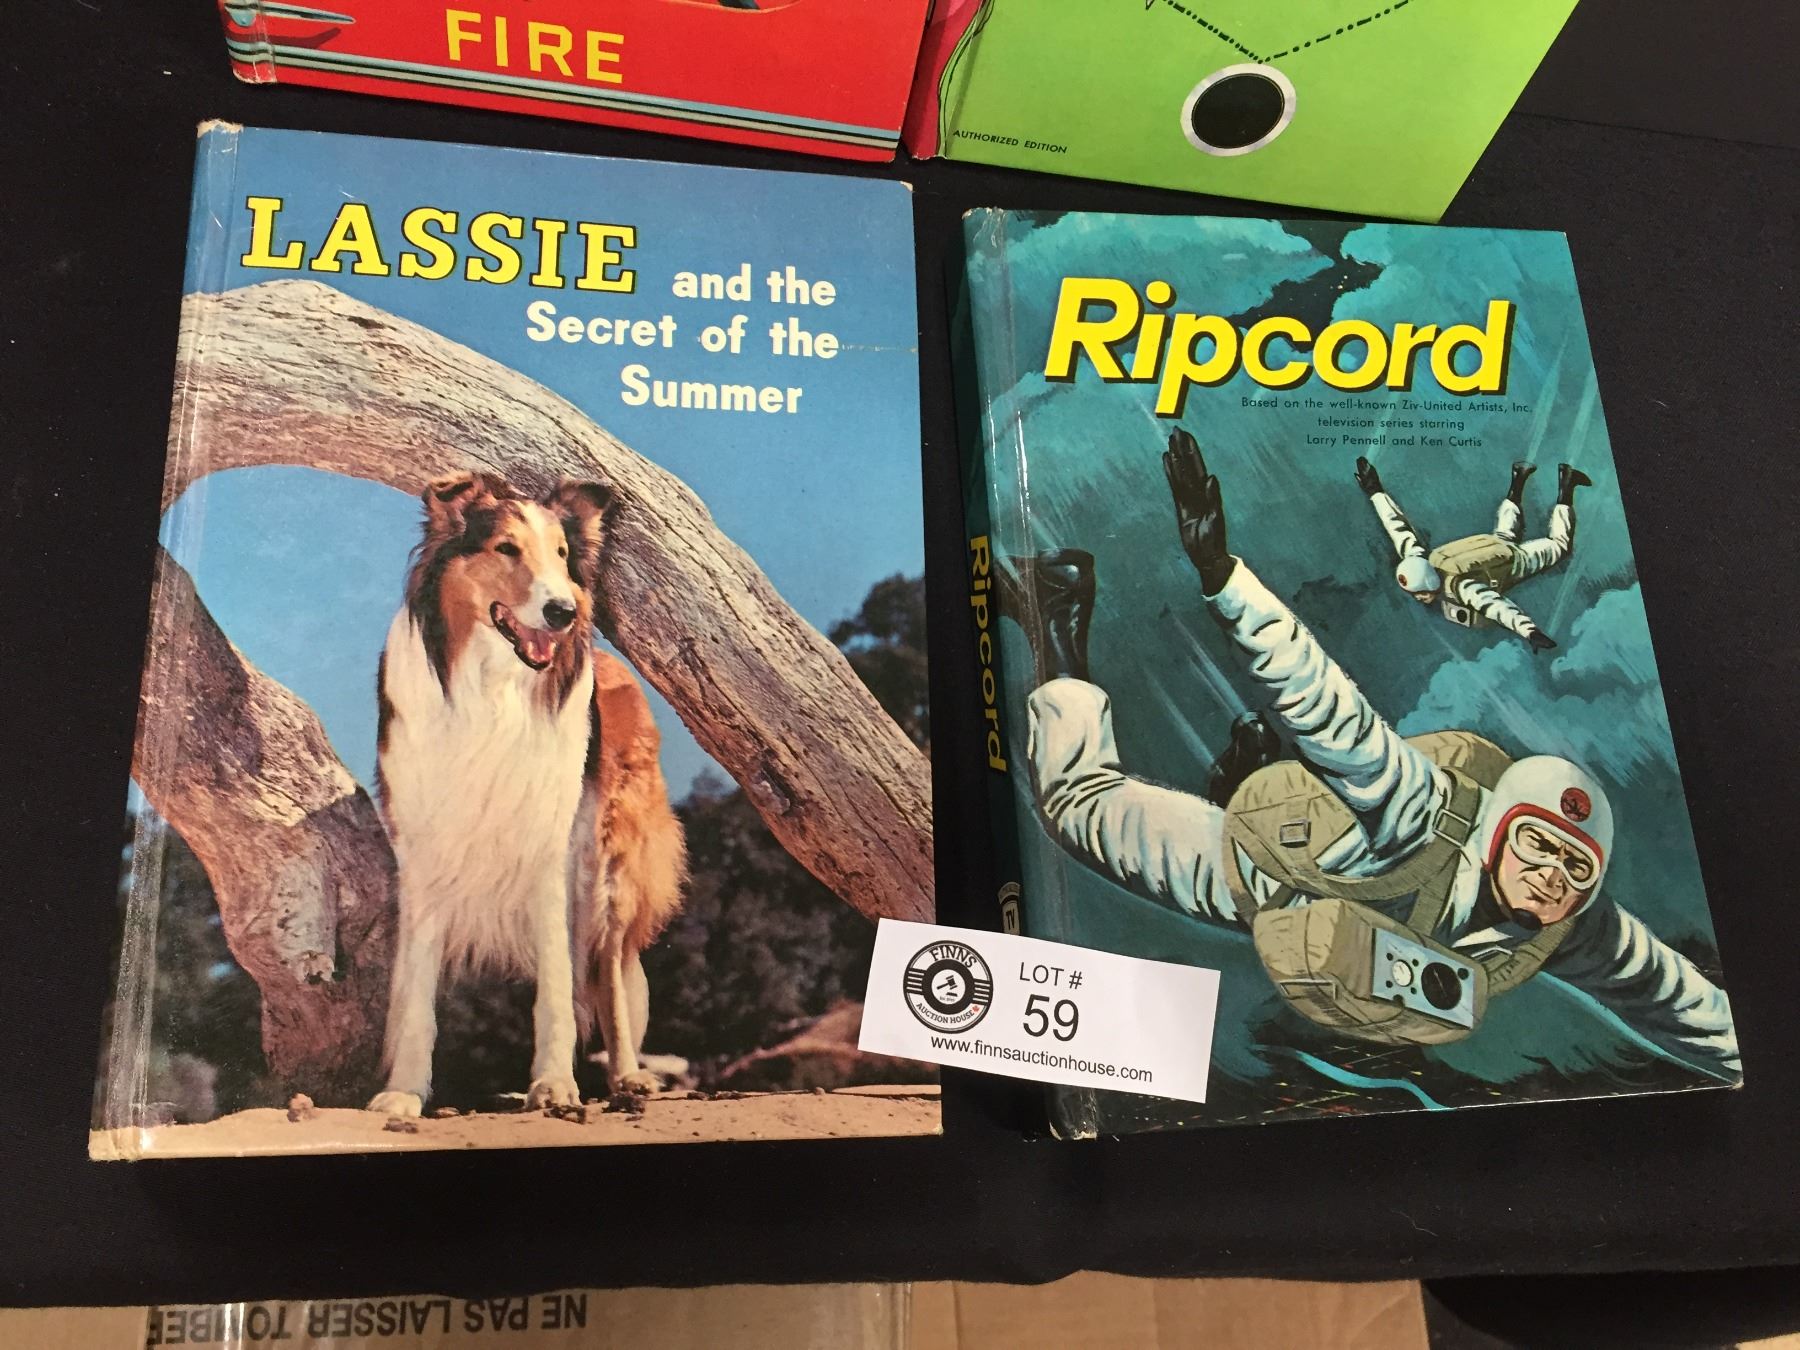 FIRE
AUTHORIZED EDITION
LASSIE and the
Secret of the
Summer
Ripcord
Based on the well-known Ziv-United Artists, Inc.
television series starring
Larry Pennell and Ken Curtis
Ripcord
TV
FINNS
AUCTION HOUSE
LOT #
59
www.finnsauctionhouse.com
NE PAS LAISSER TOMBER